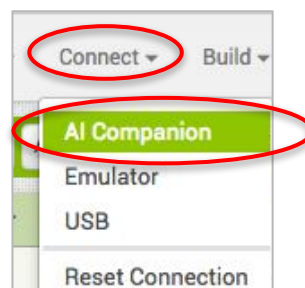 Connect Build
AI Companion
Emulator
USB
Reset Connection